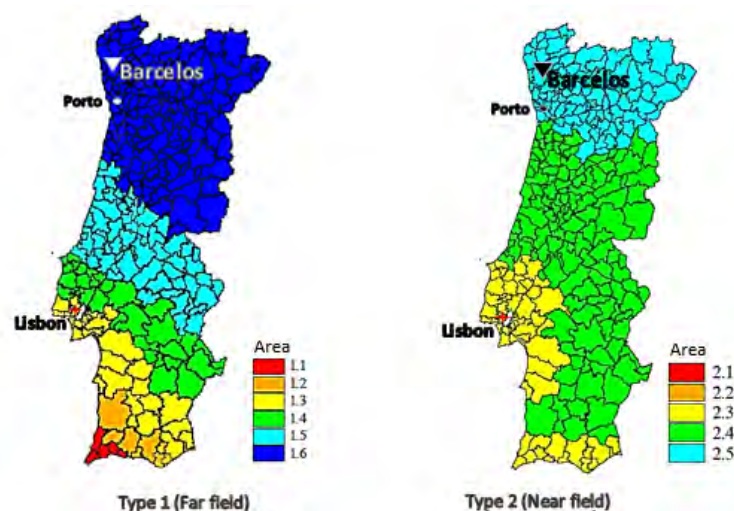 Barcelos
Porto
Lisbon
Area
1.1
1.2
1.3
1.4
1.5
1.6
Type 1 (Far field)
Barcelos
Porto
Lisbon
Area
2.1
2.2
2.3
2.4
2.5
Type 2 (Near field)